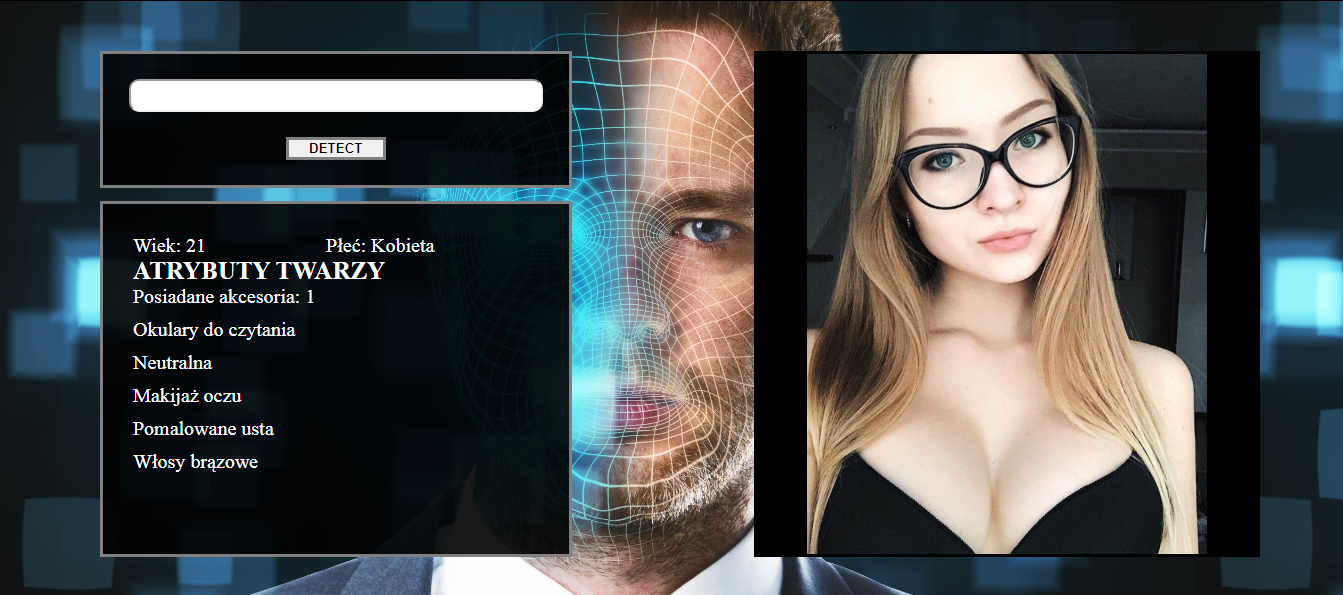 DETECT
Wiek: 21 Płeć: Kobieta
ATRYBUTY TWARZY
Posiadane akcesoria: 1
Okulary do czytania
Neutralna
Makijaż oczu
Pomalowane usta
Włosy brązowe